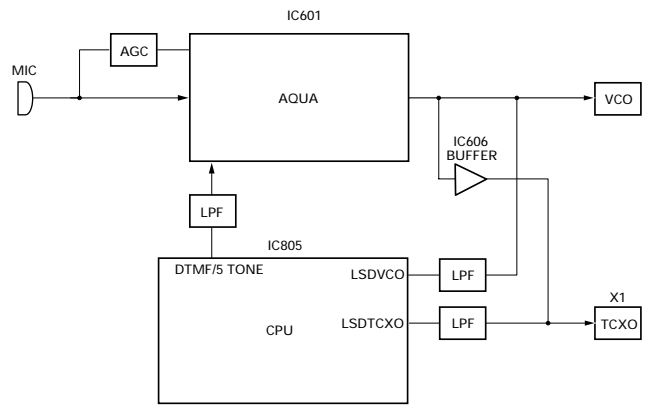 IC601
AGC
MIC
AQUA
VCO
IC606
BUFFER
LPF
IC805
DTMF/5 TONE
LSDVCO
LPF
X1
LSDTCXO
LPF
TCXO
CPU